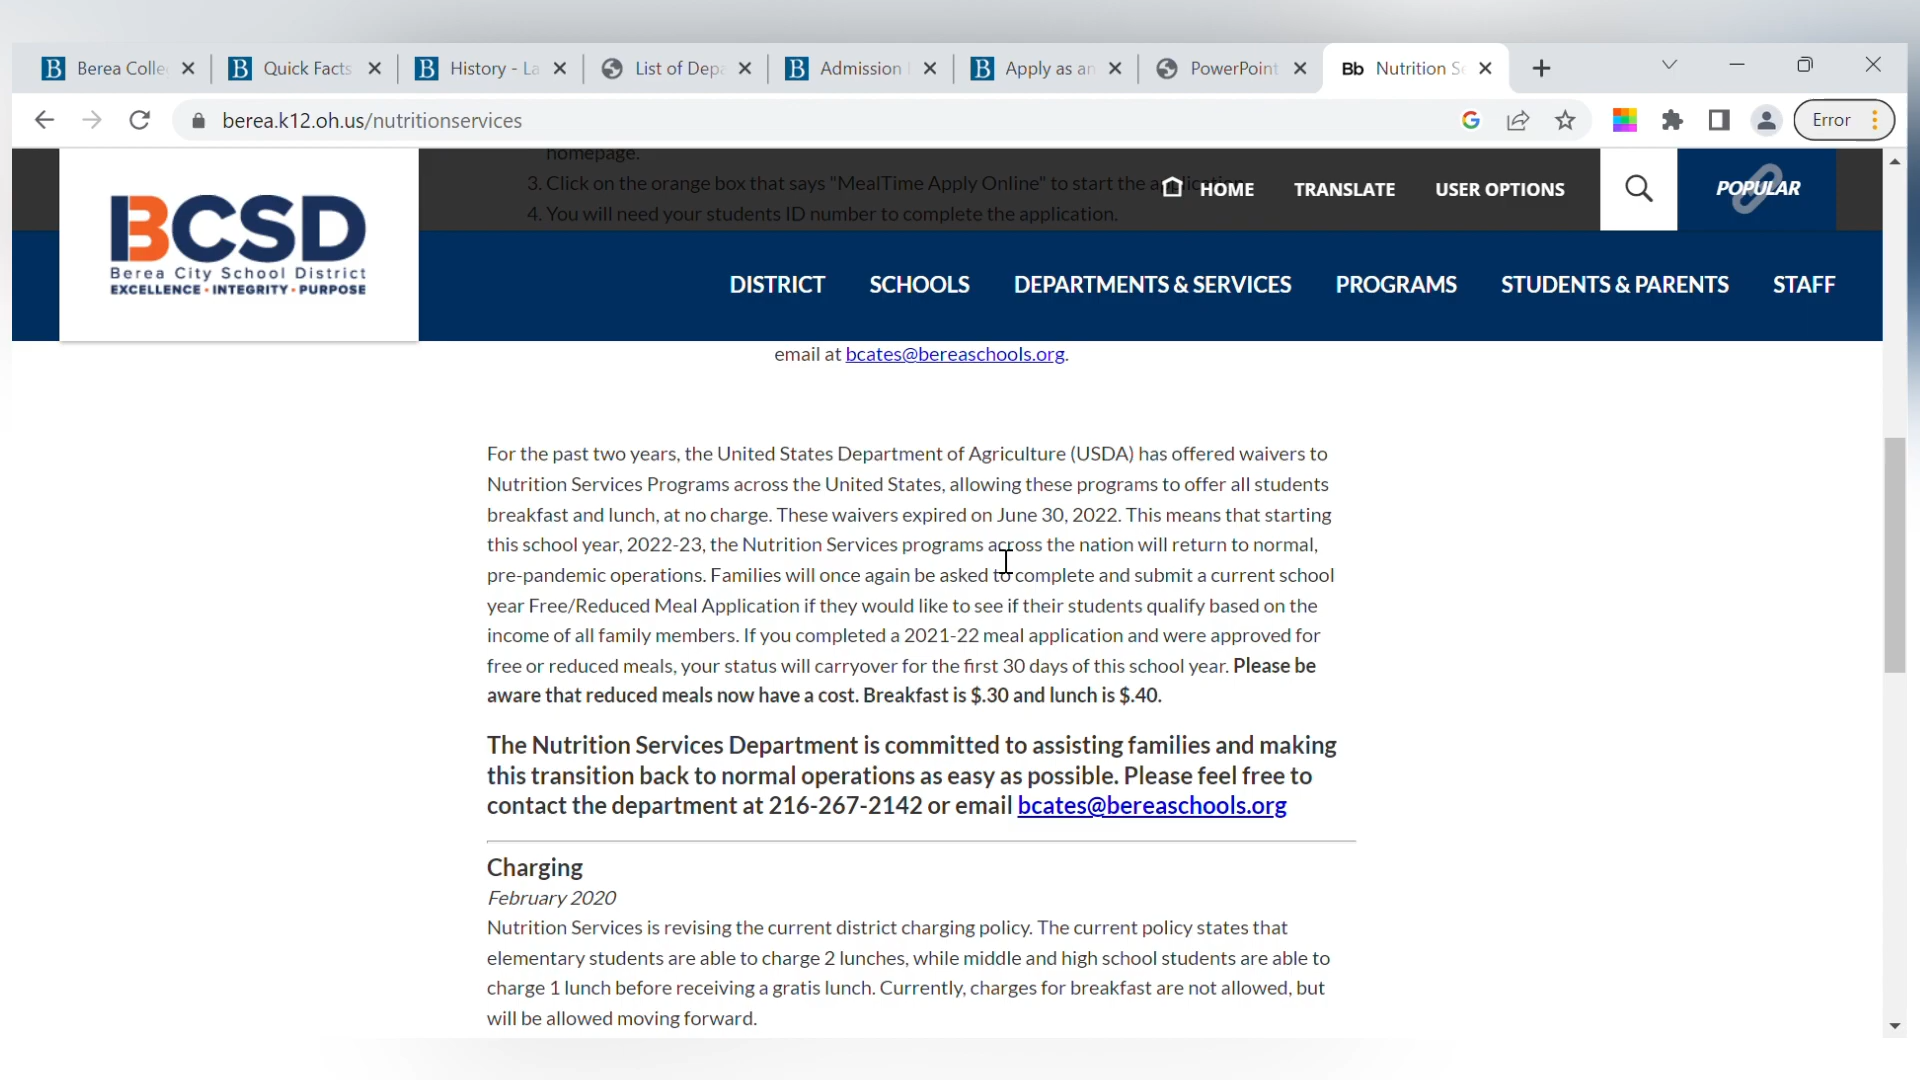 Berea Colle
Quick Facts
History - La
List of Depa
Admission
Apply as an
PowerPoint
Bb Nutrition Se
berea.k12.oh.us/nutritionservices
Error
homepage.
3. Click on the orange box that says "MealTime Apply Online" to start the application.
HOME
TRANSLATE
USER OPTIONS
POPULAR
4. You will need your students ID number to complete the application.
BCSD
Berea City School District
EXCELLENCE • INTEGRITY • PURPOSE
DISTRICT
SCHOOLS
DEPARTMENTS & SERVICES
PROGRAMS
STUDENTS & PARENTS
STAFF
email at bcates@bereaschools.org.
For the past two years, the United States Department of Agriculture (USDA) has offered waivers to
Nutrition Services Programs across the United States, allowing these programs to offer all students
breakfast and lunch, at no charge. These waivers expired on June 30, 2022. This means that starting
this school year, 2022-23, the Nutrition Services programs across the nation will return to normal,
pre-pandemic operations. Families will once again be asked to complete and submit a current school
year Free/Reduced Meal Application if they would like to see if their students qualify based on the
income of all family members. If you completed a 2021-22 meal application and were approved for
free or reduced meals, your status will carryover for the first 30 days of this school year. Please be
aware that reduced meals now have a cost. Breakfast is $.30 and lunch is $.40.
The Nutrition Services Department is committed to assisting families and making
this transition back to normal operations as easy as possible. Please feel free to
contact the department at 216-267-2142 or email bcates@bereaschools.org
Charging
February 2020
Nutrition Services is revising the current district charging policy. The current policy states that
elementary students are able to charge 2 lunches, while middle and high school students are able to
charge 1 lunch before receiving a gratis lunch. Currently, charges for breakfast are not allowed, but
will be allowed moving forward.